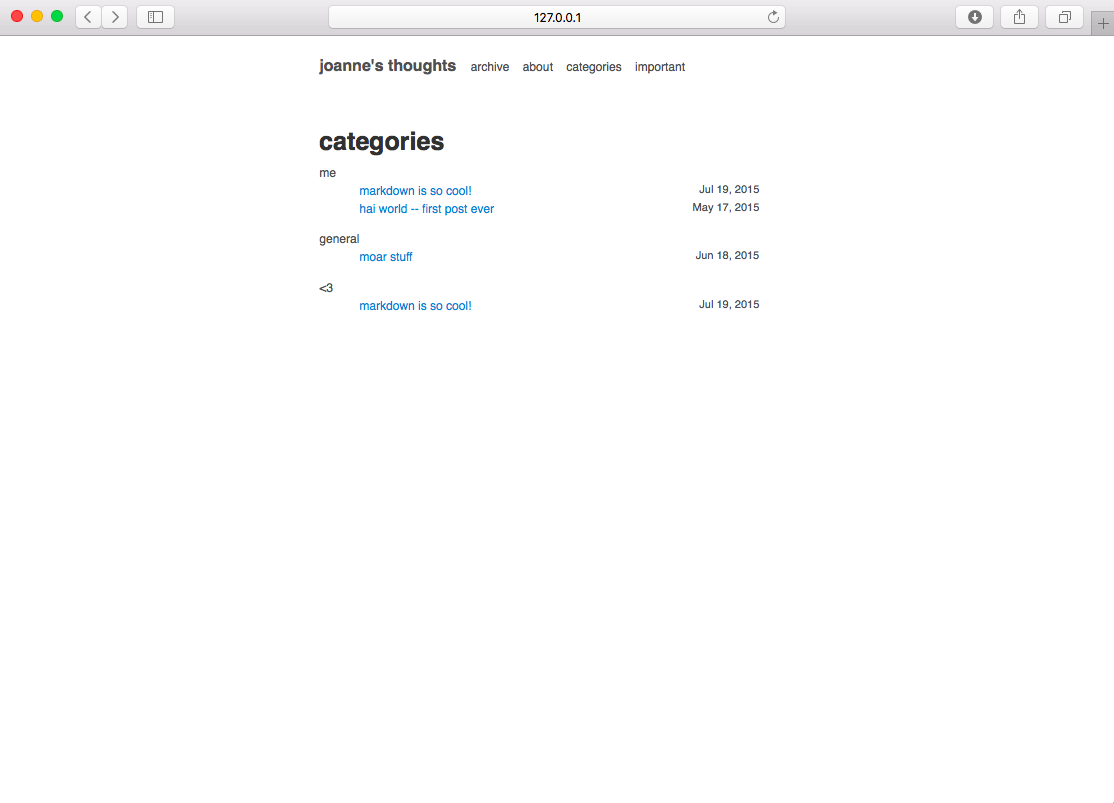 127.0.0.1
joanne's thoughts archive about categories important
categories
me
markdown is so cool! Jul 19, 2015
hai world -- first post ever May 17, 2015
general
moar stuff Jun 18, 2015
<3
markdown is so cool! Jul 19, 2015